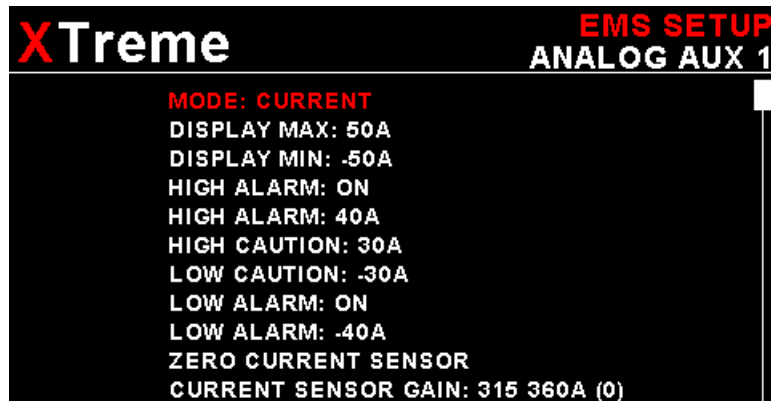 XTreme
EMS SETUP
ANALOG AUX 1
MODE: CURRENT
DISPLAY MAX: 50A
DISPLAY MIN: -50A
HIGH ALARM: ON
HIGH ALARM: 40A
HIGH CAUTION: 30A
LOW CAUTION: -30A
LOW ALARM: ON
LOW ALARM: -40A
ZERO CURRENT SENSOR
CURRENT SENSOR GAIN: 315 360A (0)